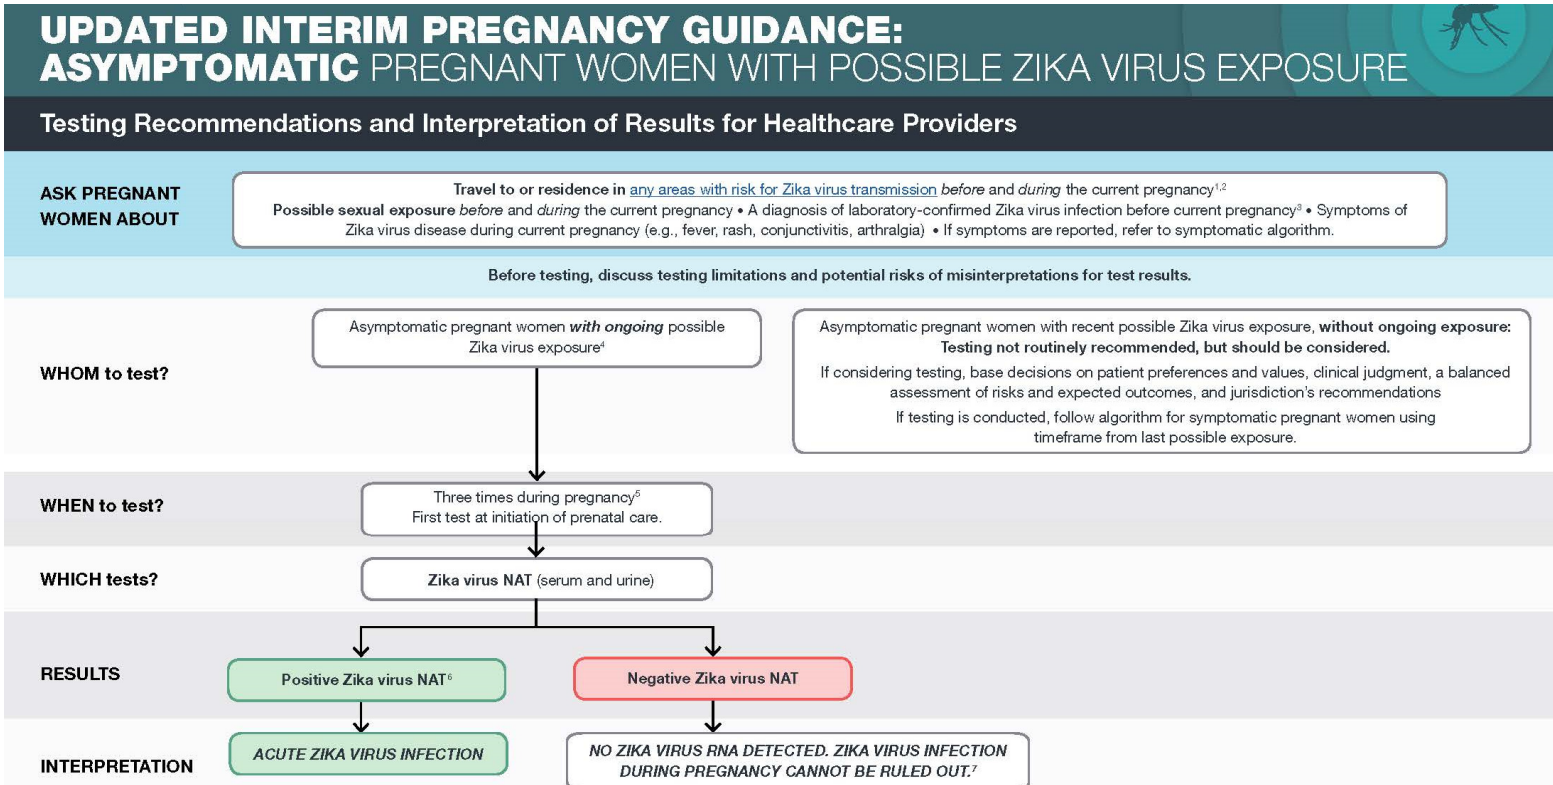 UPDATED INTERIM PREGNANCY GUIDANCE:
ASYMPTOMATIC PREGNANT WOMEN WITH POSSIBLE ZIKA VIRUS EXPOSURE
Testing Recommendations and Interpretation of Results for Healthcare Providers
ASK PREGNANT
WOMEN ABOUT
Travel to or residence in any areas with risk for Zika virus transmission before and during the current pregnancy¹,²
Possible sexual exposure before and during the current pregnancy • A diagnosis of laboratory-confirmed Zika virus infection before current pregnancy³ • Symptoms of
Zika virus disease during current pregnancy (e.g., fever, rash, conjunctivitis, arthralgia) • If symptoms are reported, refer to symptomatic algorithm.
Before testing, discuss testing limitations and potential risks of misinterpretations for test results.
WHOM to test?
Asymptomatic pregnant women with ongoing possible
Zika virus exposure⁴
Asymptomatic pregnant women with recent possible Zika virus exposure, without ongoing exposure:
Testing not routinely recommended, but should be considered.
If considering testing, base decisions on patient preferences and values, clinical judgment, a balanced
assessment of risks and expected outcomes, and jurisdiction's recommendations
If testing is conducted, follow algorithm for symptomatic pregnant women using
timeframe from last possible exposure.
WHEN to test?
Three times during pregnancy⁵
First test at initiation of prenatal care.
WHICH tests?
Zika virus NAT (serum and urine)
RESULTS
Positive Zika virus NAT⁶
Negative Zika virus NAT
INTERPRETATION
ACUTE ZIKA VIRUS INFECTION
NO ZIKA VIRUS RNA DETECTED. ZIKA VIRUS INFECTION
DURING PREGNANCY CANNOT BE RULED OUT.⁷